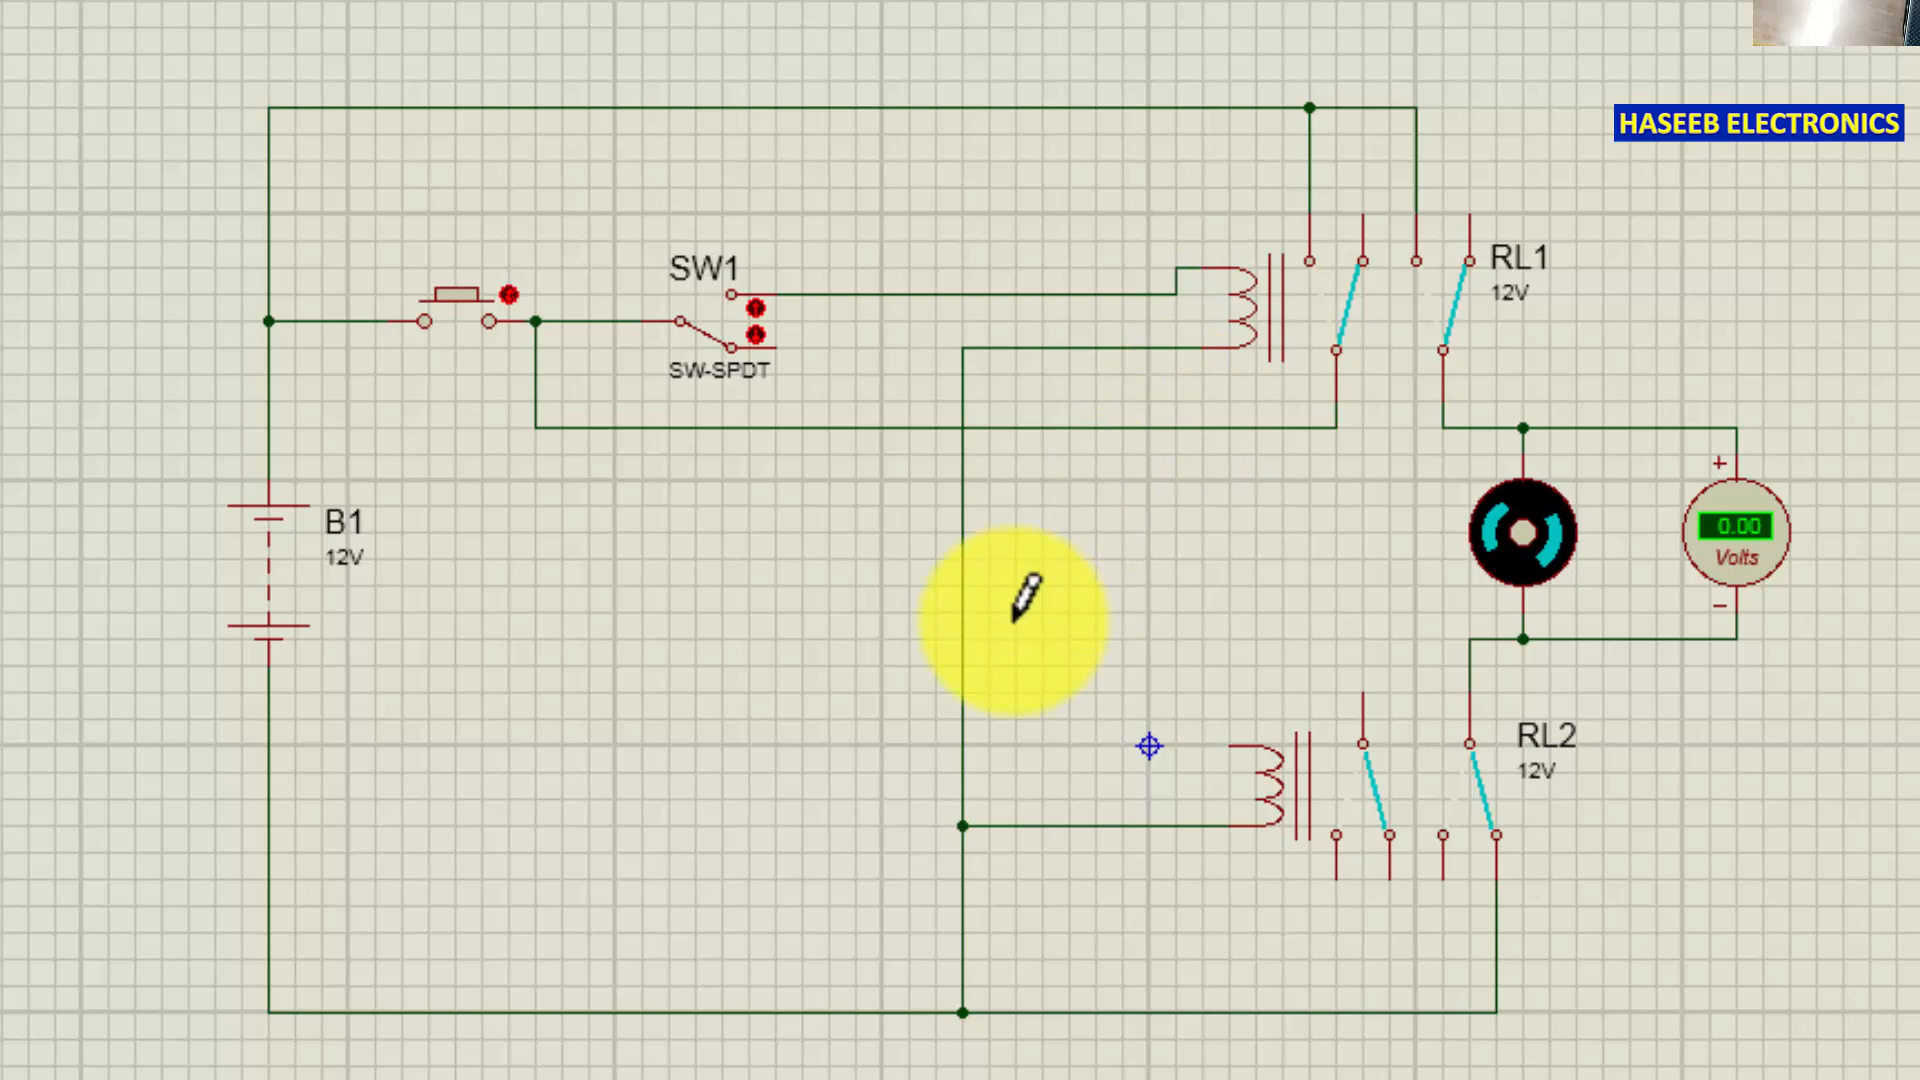 HASEEB ELECTRONICS
SW1
SW-SPDT
RL1
12V
B1
12V
+
0.00
Volts
−
RL2
12V